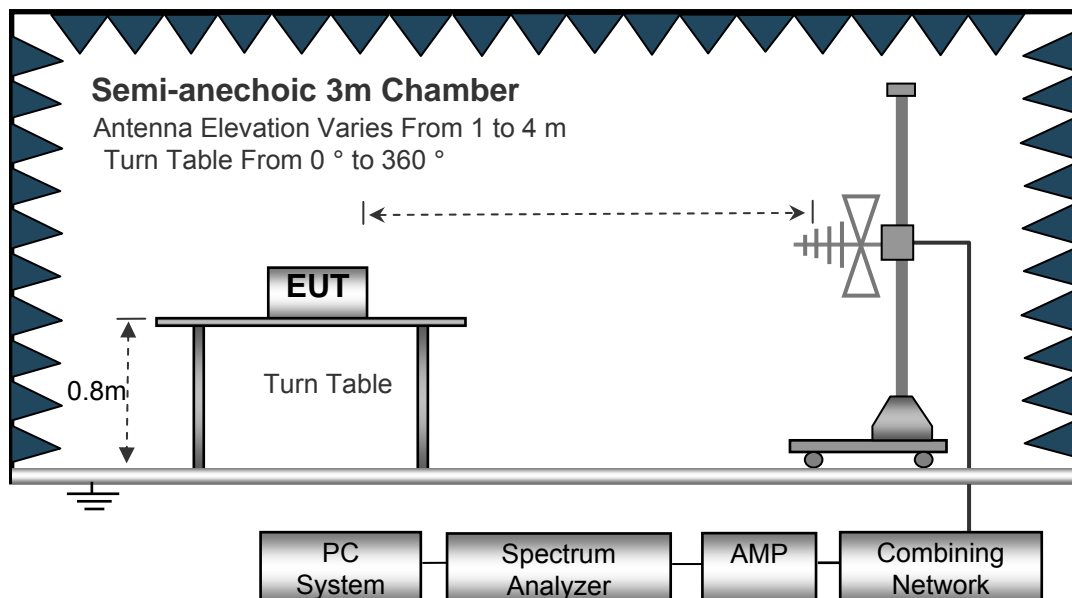 Semi-anechoic 3m Chamber
Antenna Elevation Varies From 1 to 4 m
Turn Table From 0 ° to 360 °
EUT
0.8m
Turn Table
PC
System
Spectrum
Analyzer
AMP
Combining
Network